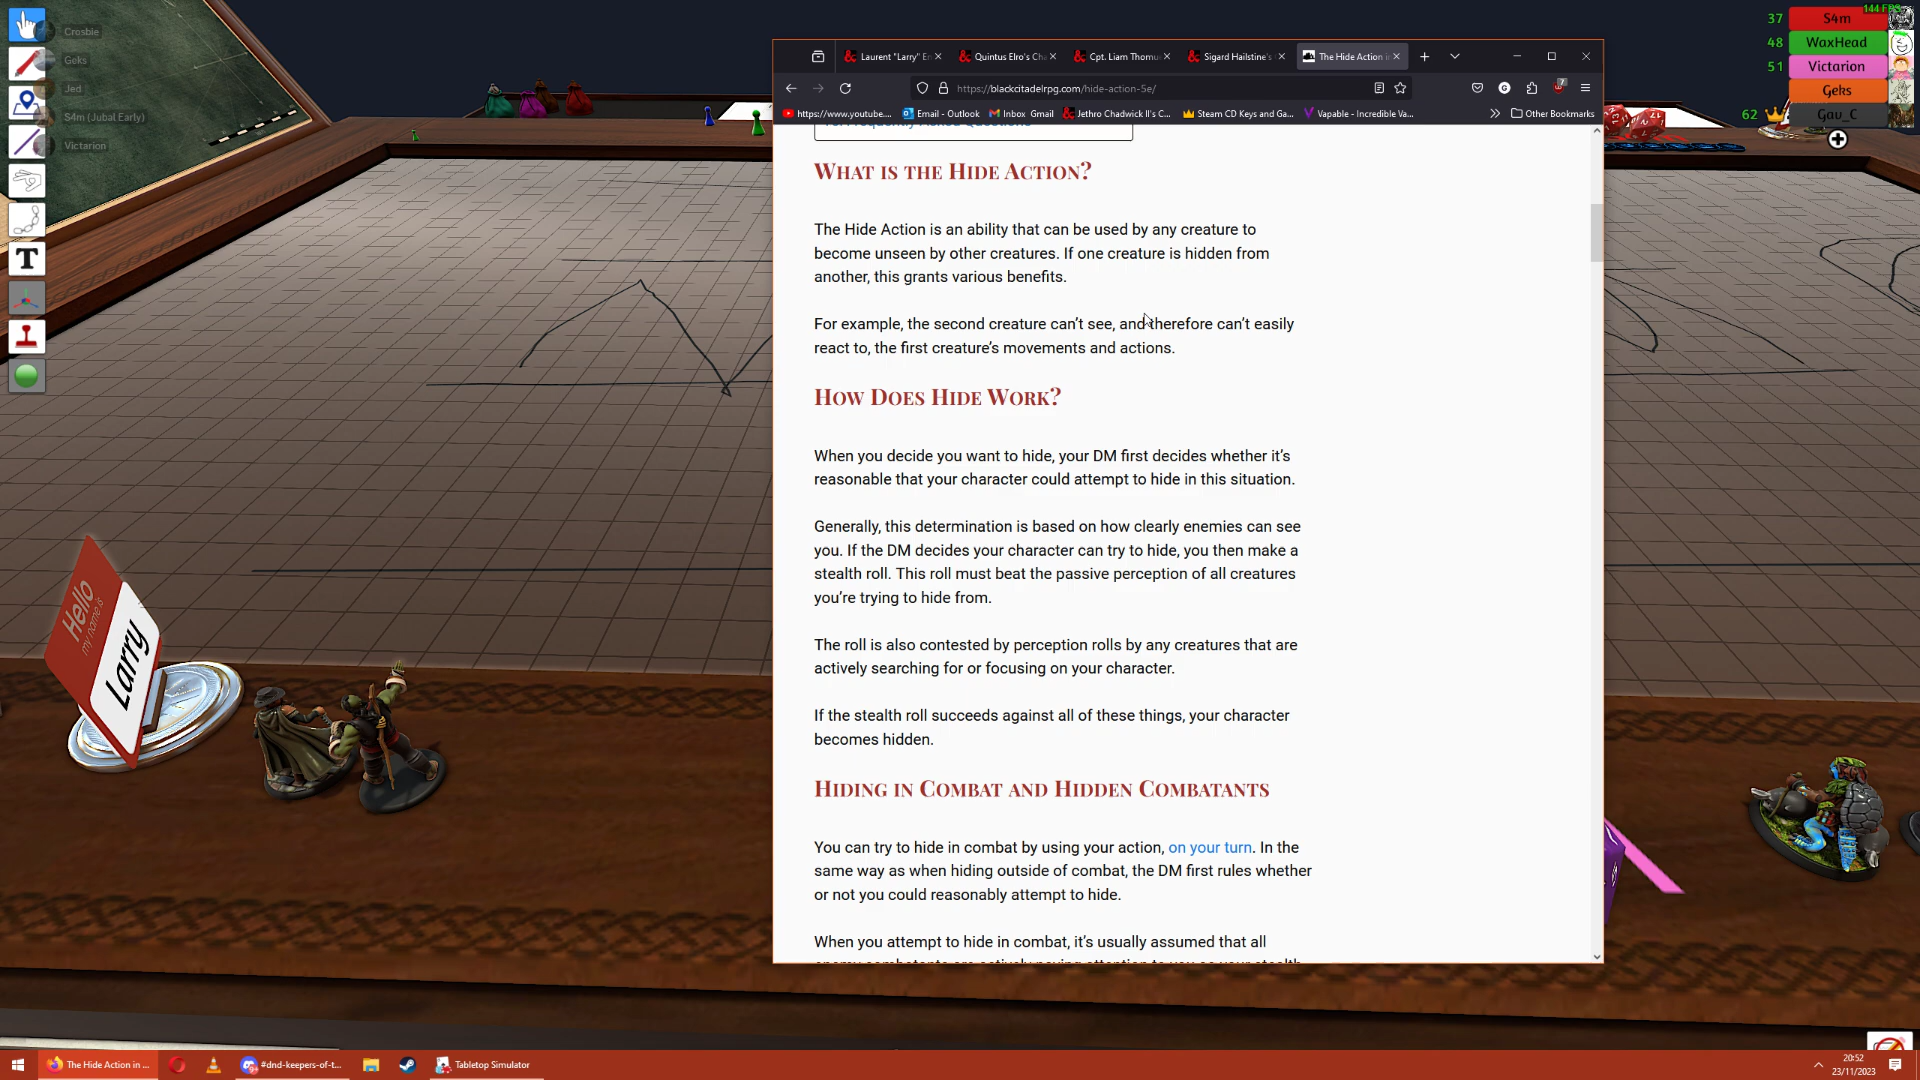 Crosbie
Geks
Jed
S4m (Jubal Early)
Victarion
T
Hello
my name is
Larry
144 FPS
37 S4m
48 WaxHead
51 Victarion
Geks
62 Gav_C
Laurent "Larry" Er
Quintus Elro's Cha
Cpt. Liam Thomu
Sigard Hailstine's
The Hide Action i
https://blackcitadelrpg.com/hide-action-5e/
7
https://www.youtube....
Email - Outlook
Inbox Gmail
Jethro Chadwick II's C...
Steam CD Keys and Ga...
Vapable - Incredible Va...
Other Bookmarks
What is the Hide Action?
The Hide Action is an ability that can be used by any creature to
become unseen by other creatures. If one creature is hidden from
another, this grants various benefits.
For example, the second creature can’t see, and therefore can’t easily
react to, the first creature’s movements and actions.
How Does Hide Work?
When you decide you want to hide, your DM first decides whether it’s
reasonable that your character could attempt to hide in this situation.
Generally, this determination is based on how clearly enemies can see
you. If the DM decides your character can try to hide, you then make a
stealth roll. This roll must beat the passive perception of all creatures
you’re trying to hide from.
The roll is also contested by perception rolls by any creatures that are
actively searching for or focusing on your character.
If the stealth roll succeeds against all of these things, your character
becomes hidden.
Hiding in Combat and Hidden Combatants
You can try to hide in combat by using your action, on your turn. In the
same way as when hiding outside of combat, the DM first rules whether
or not you could reasonably attempt to hide.
When you attempt to hide in combat, it’s usually assumed that all
The Hide Action in ...
#dnd-keepers-of-t...
Tabletop Simulator
20:52
23/11/2023